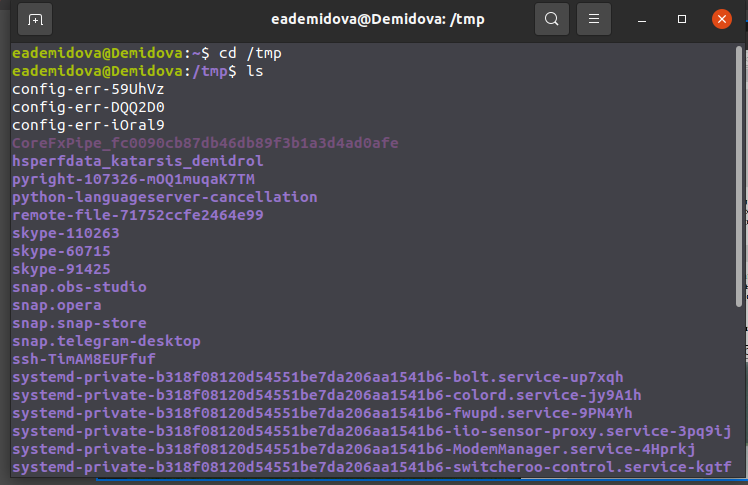 eademidova@Demidova: /tmp
eademidova@Demidova:~$ cd /tmp
eademidova@Demidova:/tmp$ ls
config-err-59UhVz
config-err-DQQ2D0
config-err-iOral9
CoreFxPipe_fc0090cb87db46db89f3b1a3d4ad0afe
hsperfdata_katarsis_demidrol
pyright-107326-mOQ1muqaK7TM
python-languageserver-cancellation
remote-file-71752ccfe2464e99
skype-110263
skype-60715
skype-91425
snap.obs-studio
snap.opera
snap.snap-store
snap.telegram-desktop
ssh-TimAM8EUFfuf
systemd-private-b318f08120d54551be7da206aa1541b6-bolt.service-up7xqh
systemd-private-b318f08120d54551be7da206aa1541b6-colord.service-jy9A1h
systemd-private-b318f08120d54551be7da206aa1541b6-fwupd.service-9PN4Yh
systemd-private-b318f08120d54551be7da206aa1541b6-iio-sensor-proxy.service-3pq9ij
systemd-private-b318f08120d54551be7da206aa1541b6-ModemManager.service-4Hprkj
systemd-private-b318f08120d54551be7da206aa1541b6-switcheroo-control.service-kgtf